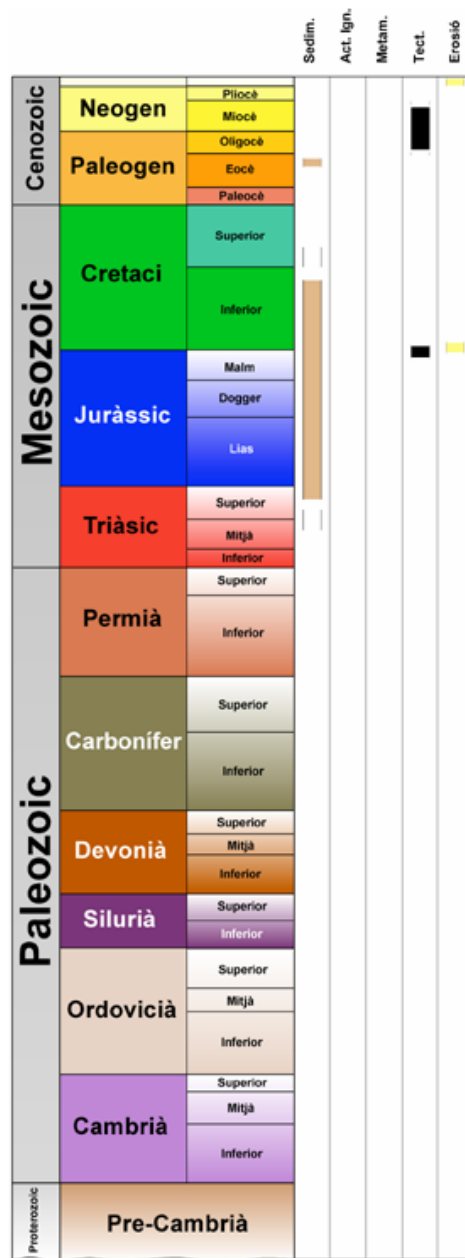 Sedim.
Act. Ign.
Metam.
Tect.
Erosió
Cenozoic
Neogen
Pliocè
Miocè
Paleogen
Oligocè
Eocè
Paleocè
Mesozoic
Cretaci
Superior
Inferior
Juràssic
Malm
Dogger
Lias
Triàsic
Superior
Mitjà
Inferior
Paleozoic
Permià
Superior
Inferior
Carbonífer
Superior
Inferior
Devonià
Superior
Mitjà
Inferior
Silurià
Superior
Inferior
Ordovicià
Superior
Mitjà
Inferior
Cambrià
Superior
Mitjà
Inferior
Proterozoic
Pre-Cambrià